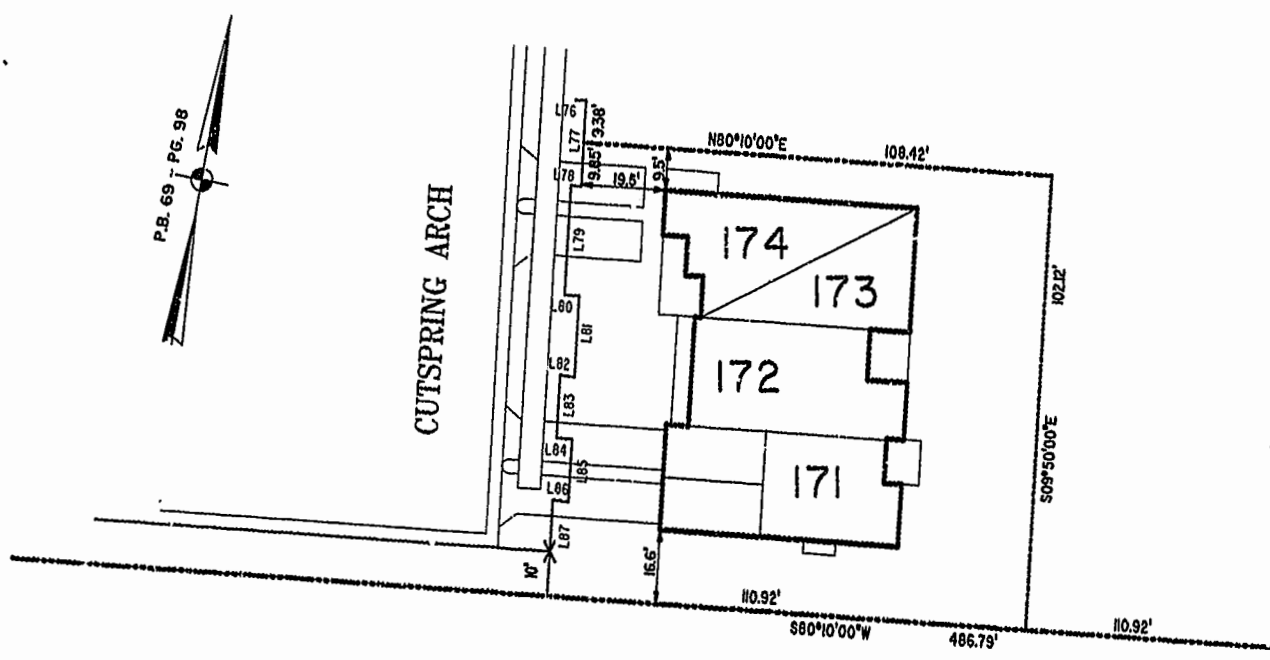 P.B. 69 -- PG. 98
CUTSPRING ARCH
L76
L77
3.38'
N80°10'00"E
108.42'
L78
9.85'
19.6'
9.5'
L79
174
173
102.12'
L80
L81
L82
172
L83
S09°50'00"E
L84
L85
171
L86
L87
10'
16.6'
110.92'
S80°10'00"W
486.79'
110.92'